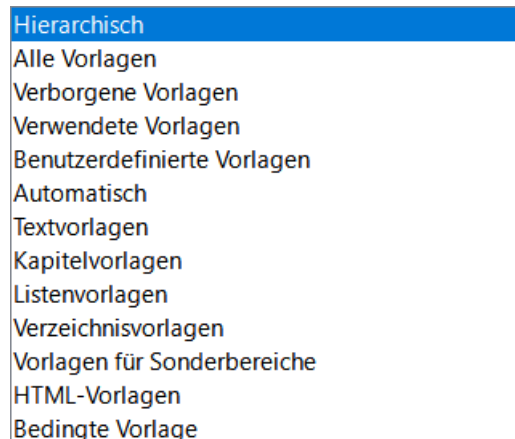 Hierarchisch
Alle Vorlagen
Verborgene Vorlagen
Verwendete Vorlagen
Benutzerdefinierte Vorlagen
Automatisch
Textvorlagen
Kapitelvorlagen
Listenvorlagen
Verzeichnisvorlagen
Vorlagen für Sonderbereiche
HTML-Vorlagen
Bedingte Vorlage